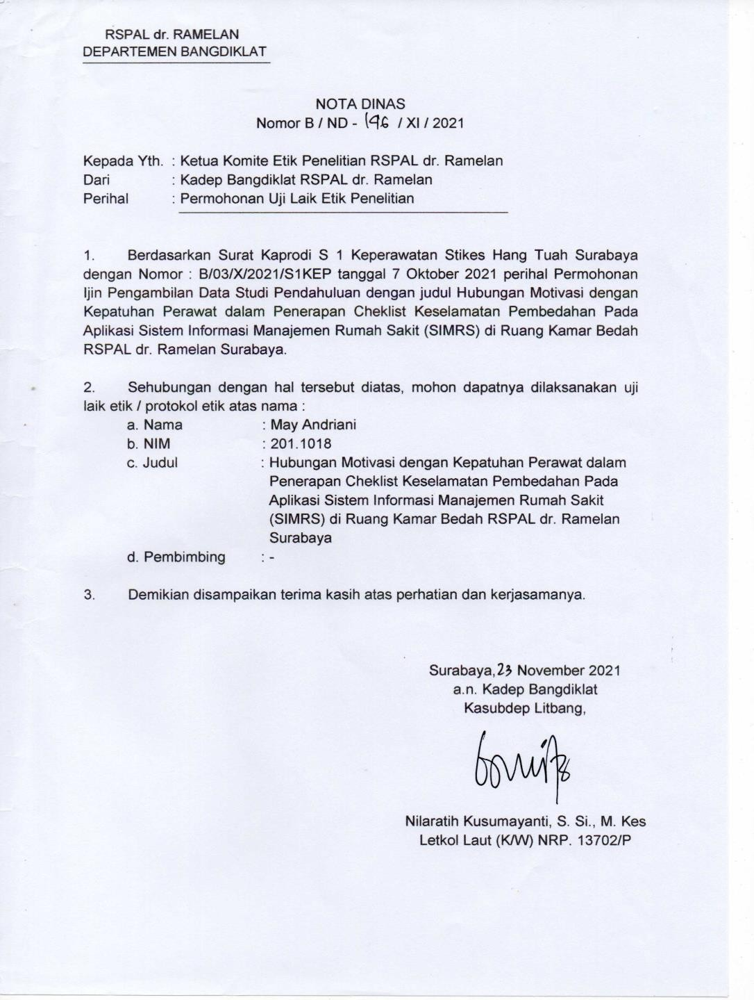 RSPAL dr. RAMELAN
DEPARTEMEN BANGDIKLAT
NOTA DINAS
Nomor B / ND - 196 / XI / 2021
Kepada Yth. : Ketua Komite Etik Penelitian RSPAL dr. Ramelan
Dari : Kadep Bangdiklat RSPAL dr. Ramelan
Perihal : Permohonan Uji Laik Etik Penelitian
1. Berdasarkan Surat Kaprodi S 1 Keperawatan Stikes Hang Tuah Surabaya
dengan Nomor : B/03/X/2021/S1KEP tanggal 7 Oktober 2021 perihal Permohonan
Ijin Pengambilan Data Studi Pendahuluan dengan judul Hubungan Motivasi dengan
Kepatuhan Perawat dalam Penerapan Cheklist Keselamatan Pembedahan Pada
Aplikasi Sistem Informasi Manajemen Rumah Sakit (SIMRS) di Ruang Kamar Bedah
RSPAL dr. Ramelan Surabaya.
2. Sehubungan dengan hal tersebut diatas, mohon dapatnya dilaksanakan uji
laik etik / protokol etik atas nama :
a. Nama : May Andriani
b. NIM : 201.1018
c. Judul : Hubungan Motivasi dengan Kepatuhan Perawat dalam
Penerapan Cheklist Keselamatan Pembedahan Pada
Aplikasi Sistem Informasi Manajemen Rumah Sakit
(SIMRS) di Ruang Kamar Bedah RSPAL dr. Ramelan
Surabaya
d. Pembimbing : -
3. Demikian disampaikan terima kasih atas perhatian dan kerjasamanya.
Surabaya, 23 November 2021
a.n. Kadep Bangdiklat
Kasubdep Litbang,
Nilaratih Kusumayanti, S. Si., M. Kes
Letkol Laut (K/W) NRP. 13702/P